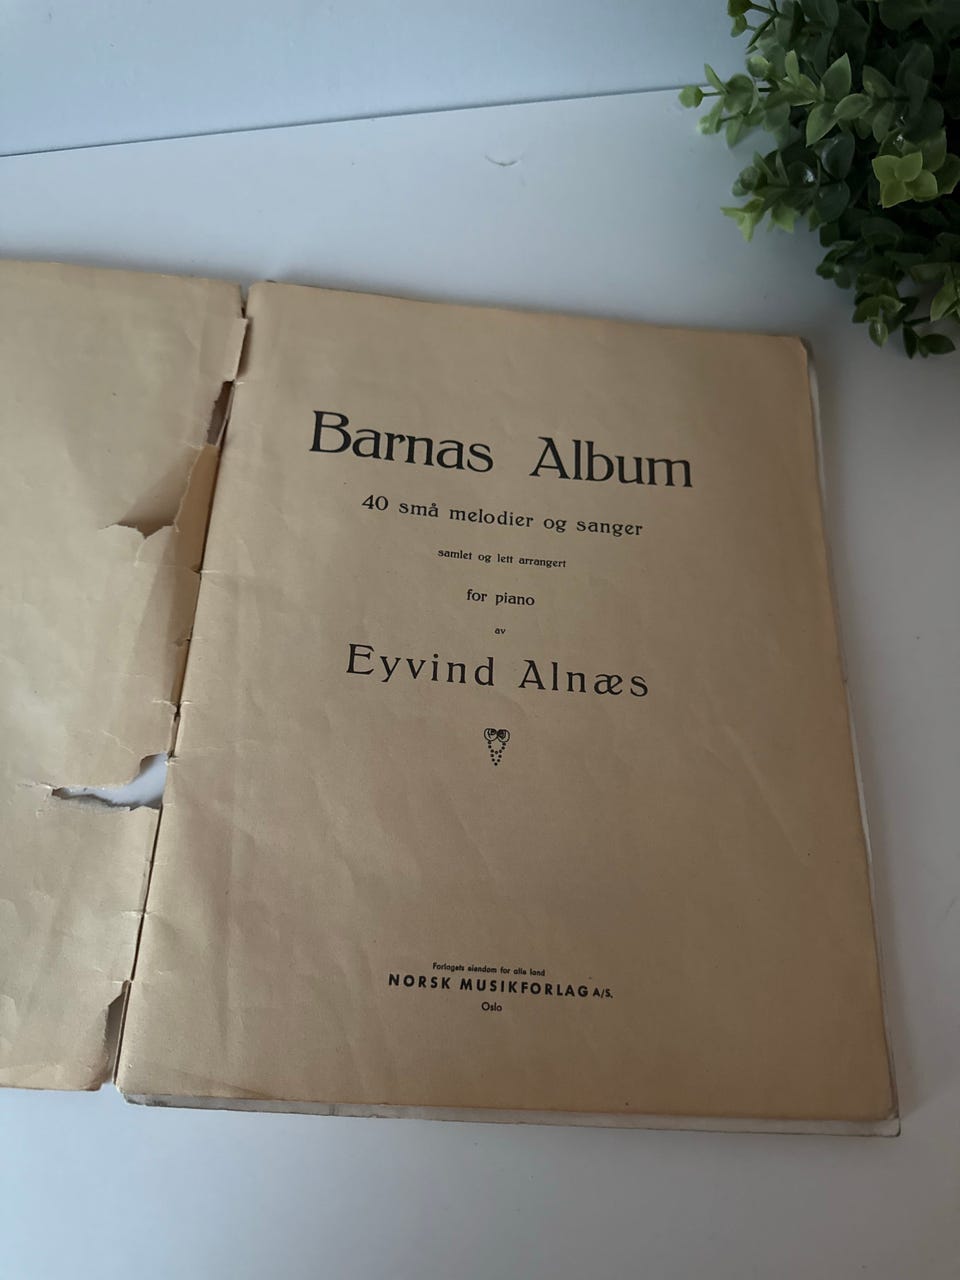 Barnas Album
40 små melodier og sanger
samlet og lett arrangert
for piano
av
Eyvind Alnæs
Forlagets eiendom for alle land
NORSK MUSIKFORLAG A/S.
Oslo